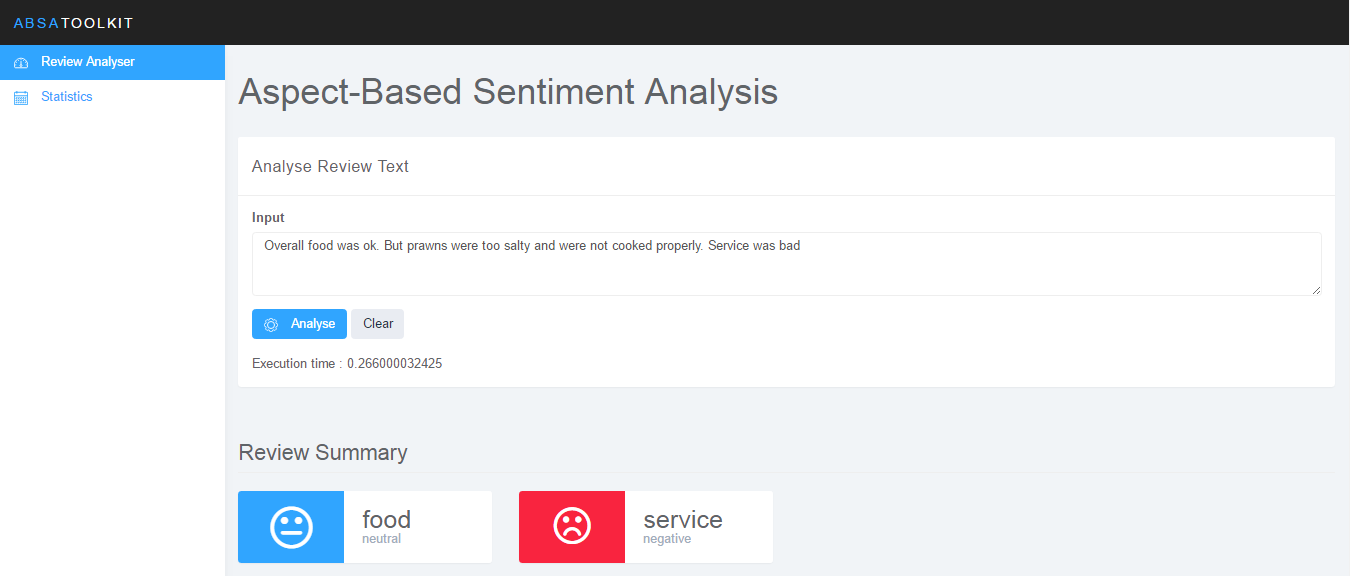 ABSATOOLKIT
Review Analyser
Statistics
Aspect-Based Sentiment Analysis
Analyse Review Text
Input
Overall food was ok. But prawns were too salty and were not cooked properly. Service was bad
Analyse Clear
Execution time : 0.266000032425
Review Summary
food
neutral
service
negative